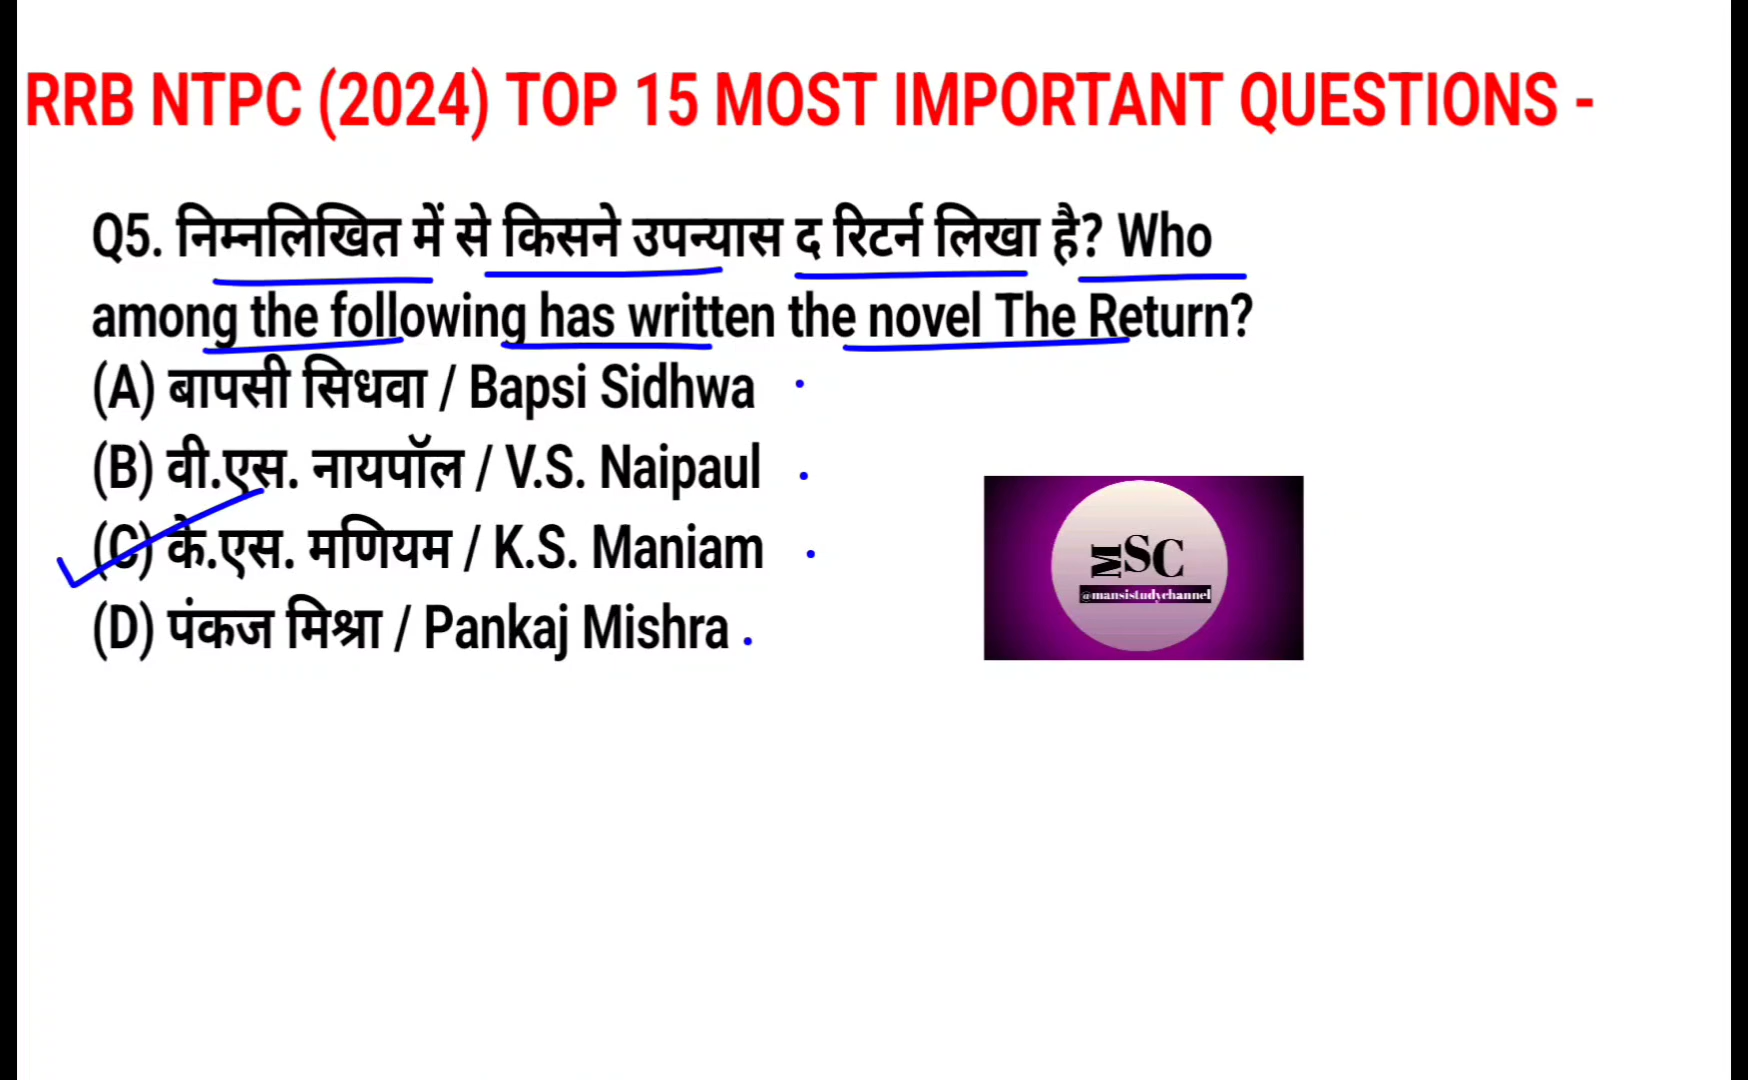 RRB NTPC (2024) TOP 15 MOST IMPORTANT QUESTIONS -
Q5. निम्नलिखित में से किसने उपन्यास द रिटर्न लिखा है? Who
among the following has written the novel The Return?
(A) बापसी सिधवा / Bapsi Sidhwa
(B) वी.एस. नायपॉल / V.S. Naipaul
(C) के.एस. मणियम / K.S. Maniam
(D) पंकज मिश्रा / Pankaj Mishra
MSC
@mansistudychannel